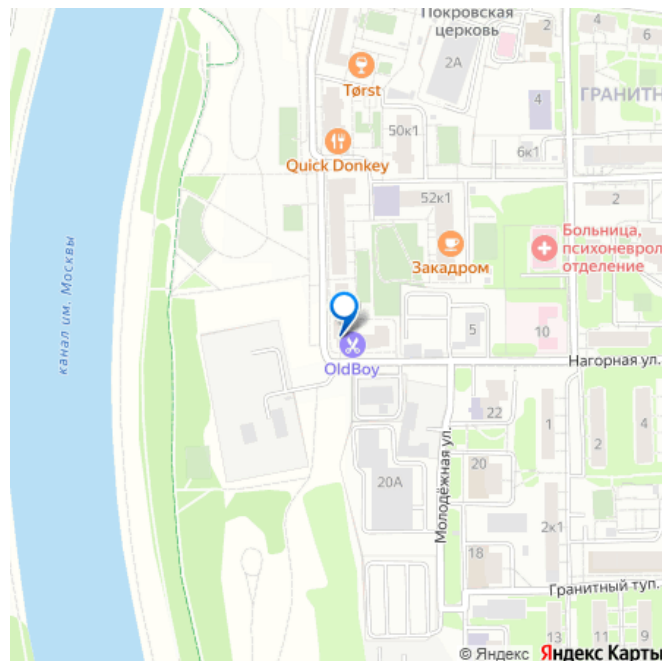 Покровская
церковь
2
4
6
2А
Tørst
ГРАНИТН
4
50к1
Quick Donkey
6к1
52к1
2
Больница,
психоневрол
отделение
Закадром
канал им. Москвы
5
10
OldBoy
Нагорная ул.
22
1
2
4
Молодёжная ул.
20
20А
2к1
18
Гранитный туп.
13
11
9
© Яндекс Яндекс Карты